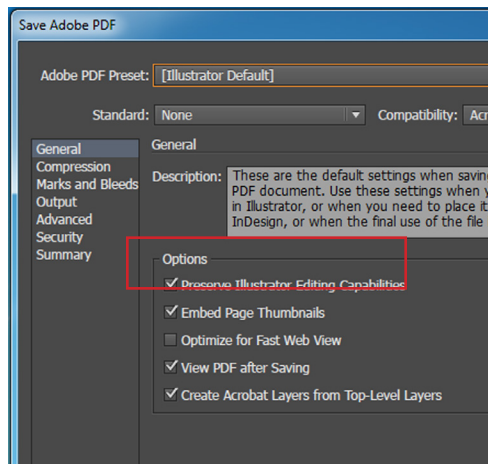 Save Adobe PDF
Adobe PDF Preset: [Illustrator Default]
Standard: None Compatibility: Acr
General
Compression
Marks and Bleeds
Output
Advanced
Security
Summary
General
Description: These are the default settings when savin
PDF document. Use these settings when y
in Illustrator, or when you need to place it
InDesign, or when the final use of the file
Options
Preserve Illustrator Editing Capabilities
Embed Page Thumbnails
Optimize for Fast Web View
View PDF after Saving
Create Acrobat Layers from Top-Level Layers